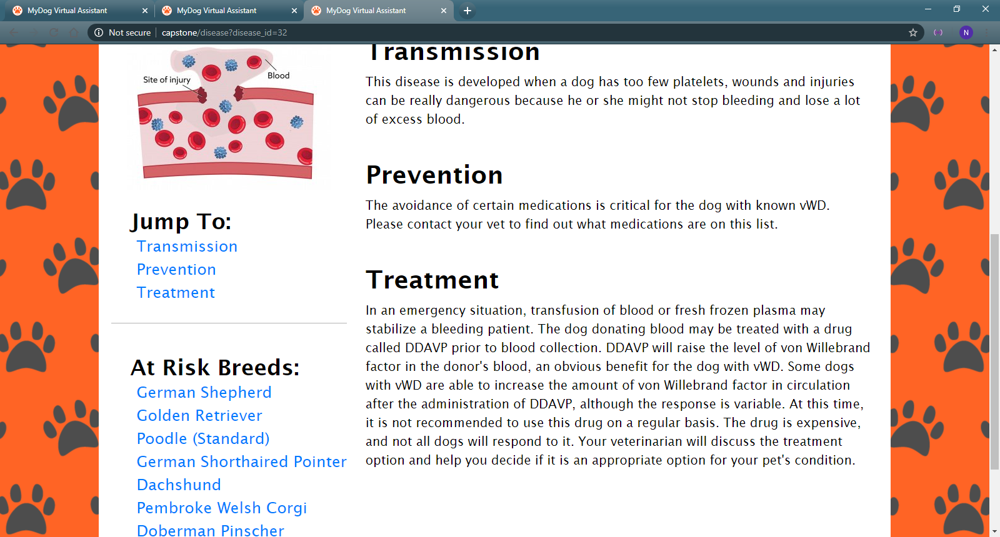 MyDog Virtual Assistant
MyDog Virtual Assistant
MyDog Virtual Assistant
Not secure
capstone/disease?disease_id=32
N
Site of injury
Blood
Jump To:
Transmission
Prevention
Treatment
At Risk Breeds:
German Shepherd
Golden Retriever
Poodle (Standard)
German Shorthaired Pointer
Dachshund
Pembroke Welsh Corgi
Doberman Pinscher
Transmission
This disease is developed when a dog has too few platelets, wounds and injuries
can be really dangerous because he or she might not stop bleeding and lose a lot
of excess blood.
Prevention
The avoidance of certain medications is critical for the dog with known vWD.
Please contact your vet to find out what medications are on this list.
Treatment
In an emergency situation, transfusion of blood or fresh frozen plasma may
stabilize a bleeding patient. The dog donating blood may be treated with a drug
called DDAVP prior to blood collection. DDAVP will raise the level of von Willebrand
factor in the donor's blood, an obvious benefit for the dog with vWD. Some dogs
with vWD are able to increase the amount of von Willebrand factor in circulation
after the administration of DDAVP, although the response is variable. At this time,
it is not recommended to use this drug on a regular basis. The drug is expensive,
and not all dogs will respond to it. Your veterinarian will discuss the treatment
option and help you decide if it is an appropriate option for your pet's condition.